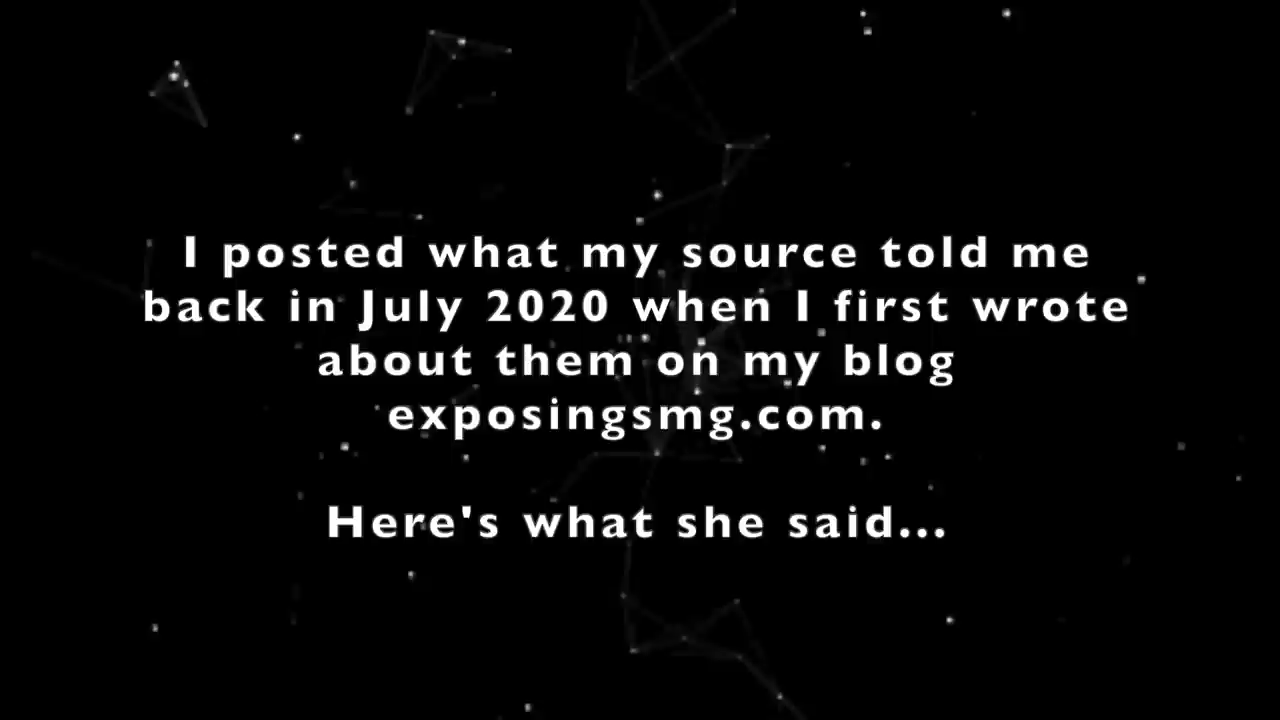 I posted what my source told me
back in July 2020 when I first wrote
about them on my blog
exposingsmg.com.
Here's what she said...